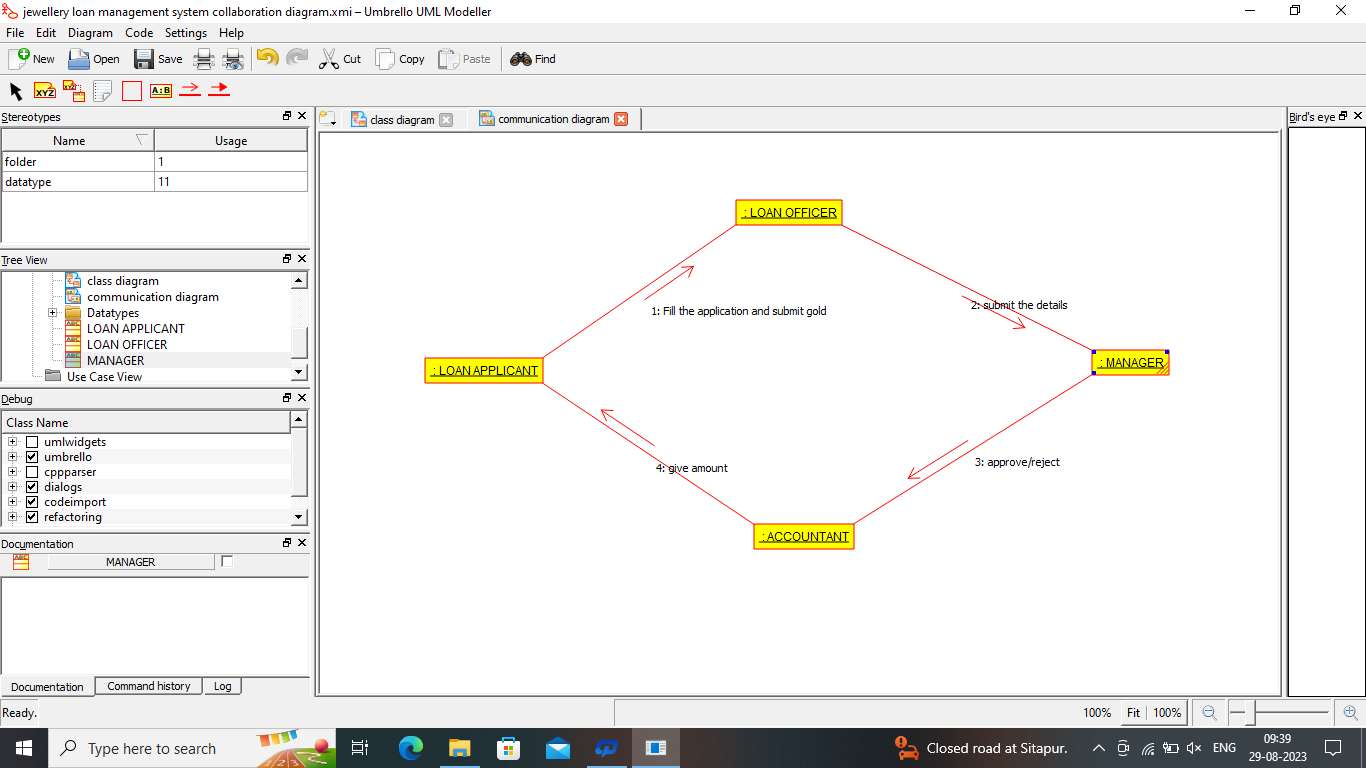 jewellery loan management system collaboration diagram.xmi – Umbrello UML Modeller
File Edit Diagram Code Settings Help
New Open Save Cut Copy Paste Find
XYZ XYZ A:B
Stereotypes
Name Usage
folder 1
datatype 11
Tree View
class diagram
communication diagram
Datatypes
LOAN APPLICANT
LOAN OFFICER
MANAGER
Use Case View
Debug
Class Name
umlwidgets
umbrello
cppparser
dialogs
codeimport
refactoring
Documentation
MANAGER
Documentation Command history Log
class diagram communication diagram
: LOAN OFFICER
1: Fill the application and submit gold
2: submit the details
: LOAN APPLICANT
: MANAGER
4: give amount
3: approve/reject
: ACCOUNTANT
Bird's eye
Ready.
100% Fit 100%
Type here to search
Closed road at Sitapur.
ENG
09:39
29-08-2023